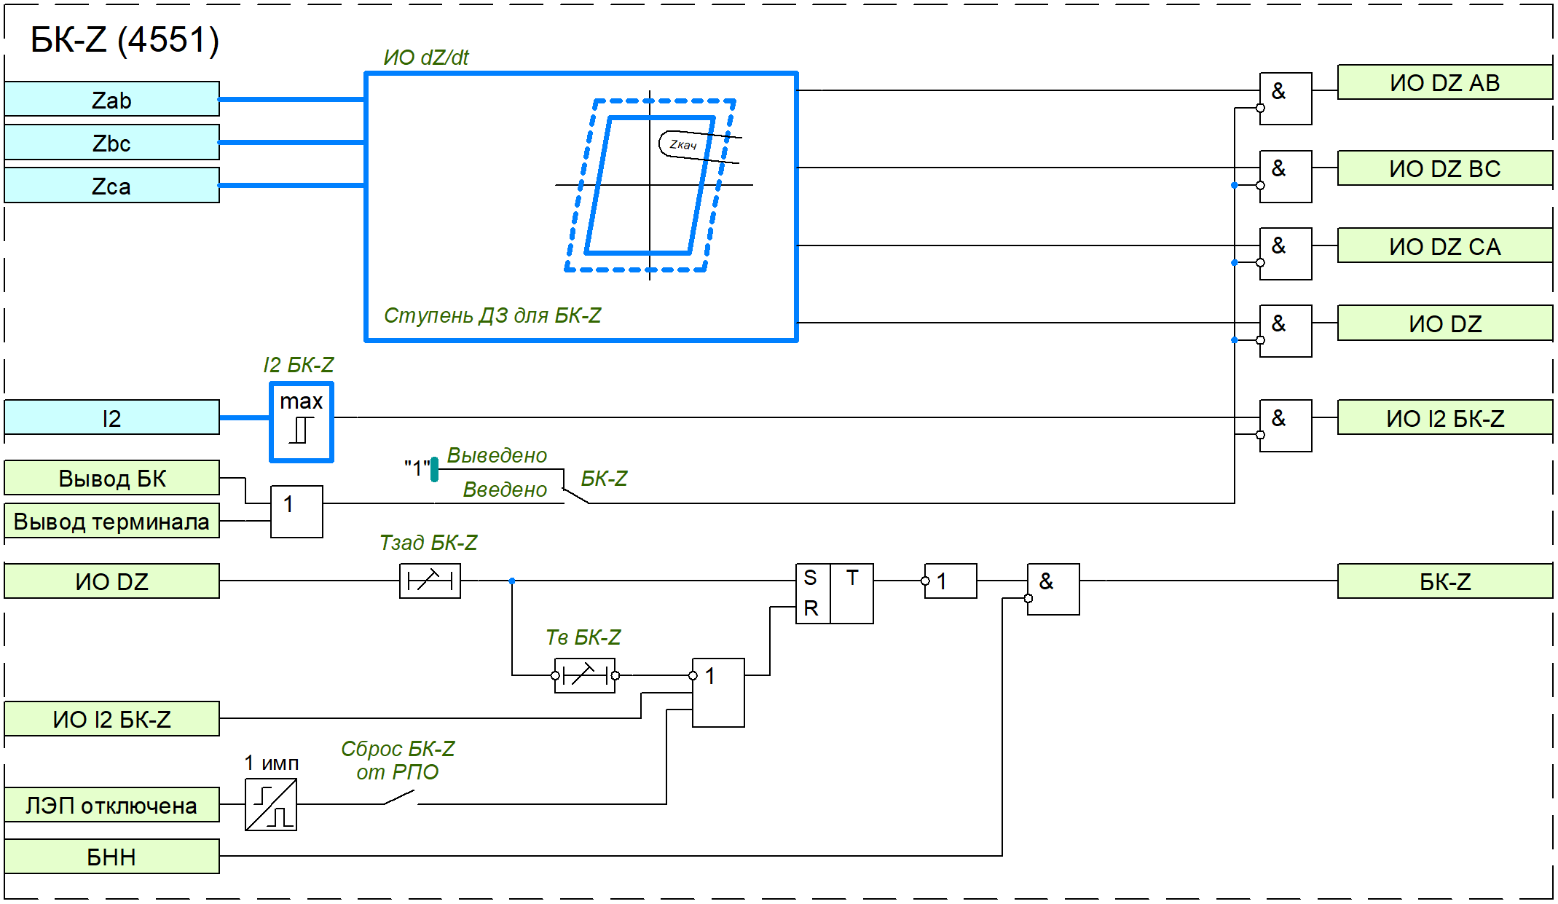 БК-Z (4551)
ИО dZ/dt
Zab
Zbc
Zca
Zкач
Ступень ДЗ для БК-Z
&
ИО DZ AB
&
ИО DZ BC
&
ИО DZ CA
&
ИО DZ
I2 БК-Z
I2
max
&
ИО I2 БК-Z
Вывод БК
Вывод терминала
1
"1"
Выведено
Введено
БК-Z
Tзад БК-Z
ИО DZ
S T
R
1
&
БК-Z
Tв БК-Z
1
ИО I2 БК-Z
1 имп
Сброс БК-Z
от РПО
ЛЭП отключена
БНН